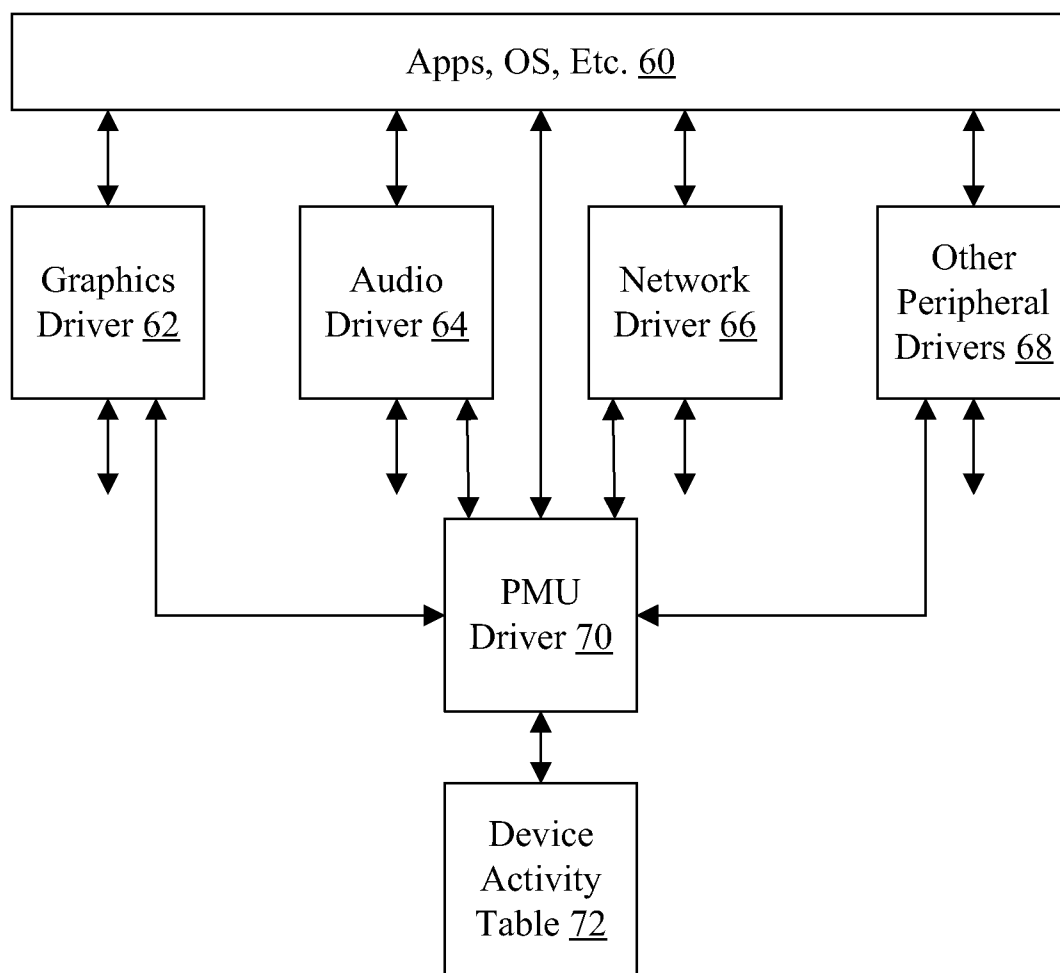 Apps, OS, Etc. 60
Graphics
Driver 62
Audio
Driver 64
Network
Driver 66
Other
Peripheral
Drivers 68
PMU
Driver 70
Device
Activity
Table 72